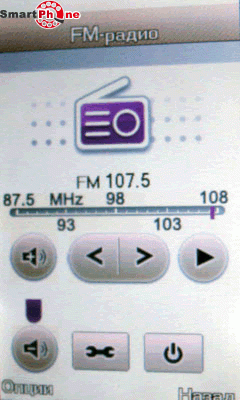 SmartPhone
FM-радио
FM 107.5
87.5 MHz 98 108
93 103
Опции Назад